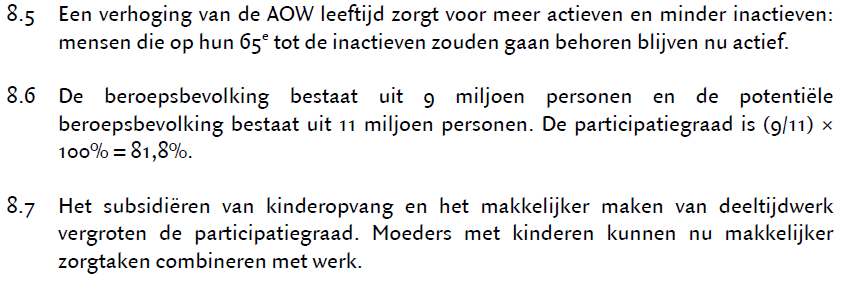 8.5 Een verhoging van de AOW leeftijd zorgt voor meer actieven en minder inactieven:
mensen die op hun 65e tot de inactieven zouden gaan behoren blijven nu actief.
8.6 De beroepsbevolking bestaat uit 9 miljoen personen en de potentiële
beroepsbevolking bestaat uit 11 miljoen personen. De participatiegraad is (9/11) ×
100% = 81,8%.
8.7 Het subsidiëren van kinderopvang en het makkelijker maken van deeltijdwerk
vergroten de participatiegraad. Moeders met kinderen kunnen nu makkelijker
zorgtaken combineren met werk.